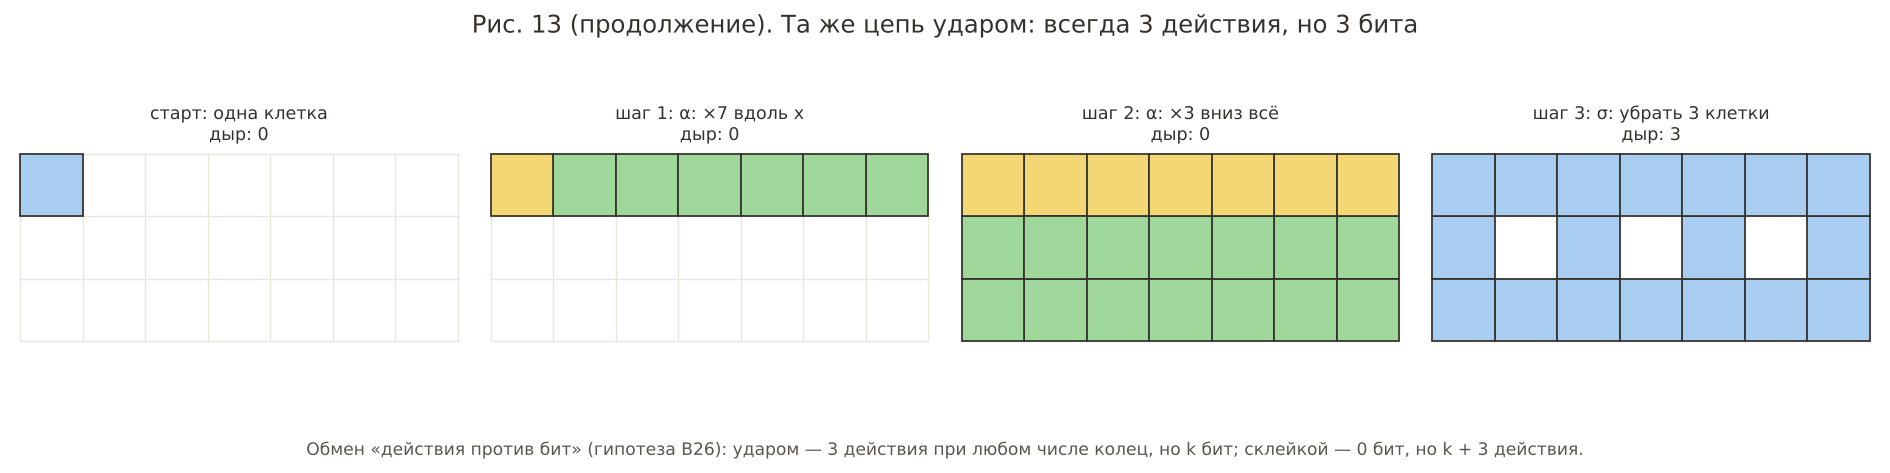 Рис. 13 (продолжение). Та же цепь ударом: всегда 3 действия, но 3 бита
старт: одна клетка
дыр: 0
шаг 1: α: ×7 вдоль x
дыр: 0
шаг 2: α: ×3 вниз всё
дыр: 0
шаг 3: σ: убрать 3 клетки
дыр: 3
Обмен «действия против бит» (гипотеза B26): ударом — 3 действия при любом числе колец, но k бит; склейкой — 0 бит, но k + 3 действия.